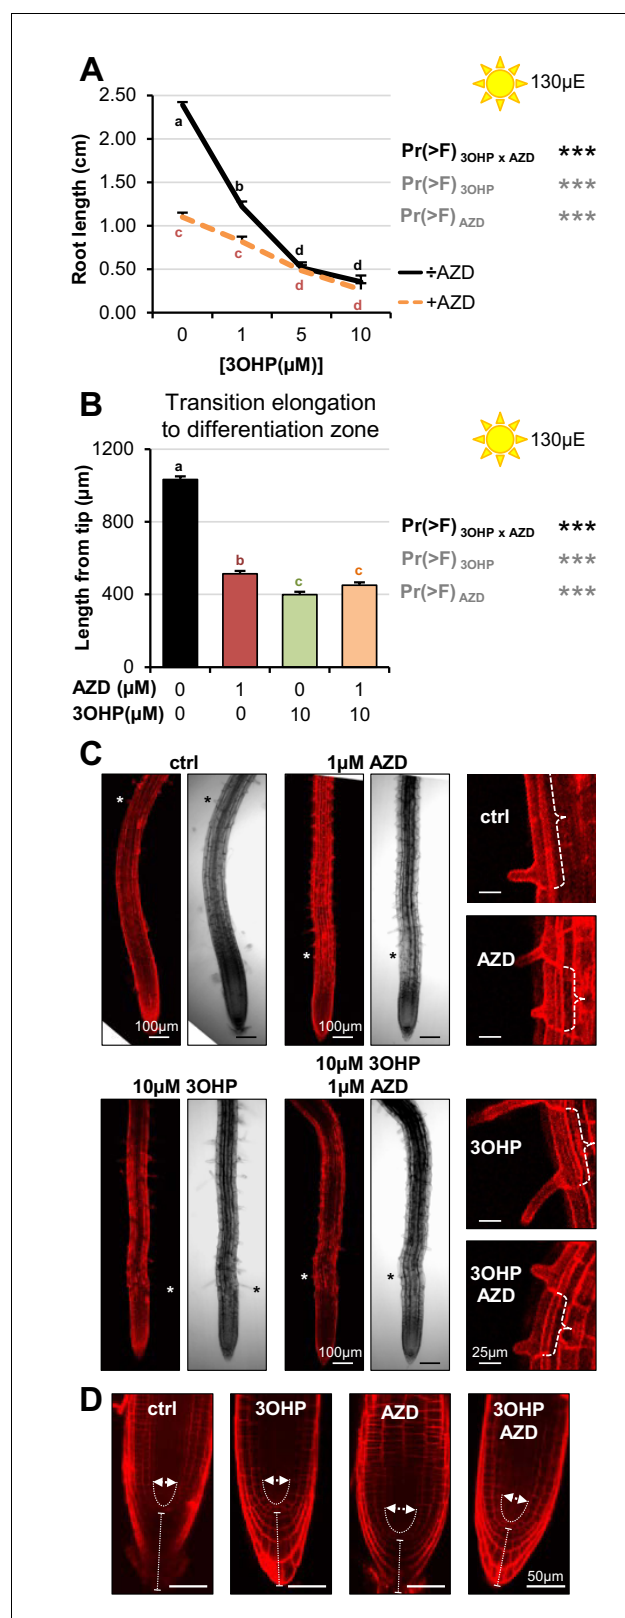 A
130µE
2.50
2.00
1.50
1.00
0.50
0.00
Root length (cm)
a
b
d
d
c
c
d
d
0 1 5 10
[3OHP(µM)]
Pr(>F) 3OHP x AZD ***
Pr(>F) 3OHP ***
Pr(>F) AZD ***
÷AZD
+AZD
B
Transition elongation
to differentiation zone
130µE
1200
800
400
0
Length from tip (µm)
a
b
c
c
AZD (µM) 0 1 0 1
3OHP(µM) 0 0 10 10
Pr(>F) 3OHP x AZD ***
Pr(>F) 3OHP ***
Pr(>F) AZD ***
C
ctrl
1µM AZD
*
*
*
*
100µm
100µm
ctrl
AZD
10µM 3OHP
10µM 3OHP
1µM AZD
*
*
*
*
100µm
3OHP
3OHP
AZD
25µm
D
ctrl
3OHP
AZD
3OHP
AZD
50µm